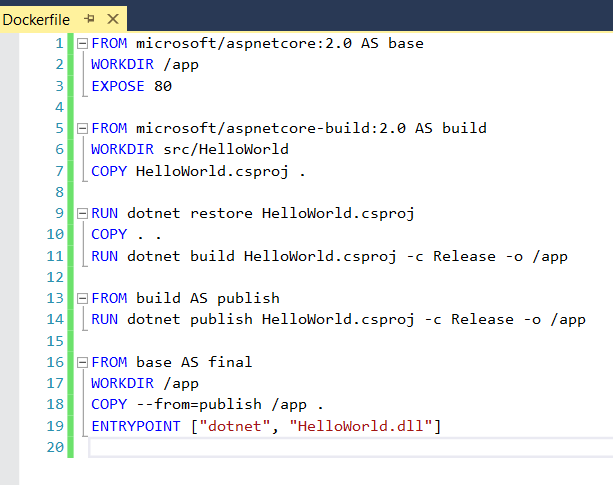 Dockerfile
1 FROM microsoft/aspnetcore:2.0 AS base
2 WORKDIR /app
3 EXPOSE 80
4
5 FROM microsoft/aspnetcore-build:2.0 AS build
6 WORKDIR src/HelloWorld
7 COPY HelloWorld.csproj .
8
9 RUN dotnet restore HelloWorld.csproj
10 COPY . .
11 RUN dotnet build HelloWorld.csproj -c Release -o /app
12
13 FROM build AS publish
14 RUN dotnet publish HelloWorld.csproj -c Release -o /app
15
16 FROM base AS final
17 WORKDIR /app
18 COPY --from=publish /app .
19 ENTRYPOINT ["dotnet", "HelloWorld.dll"]
20